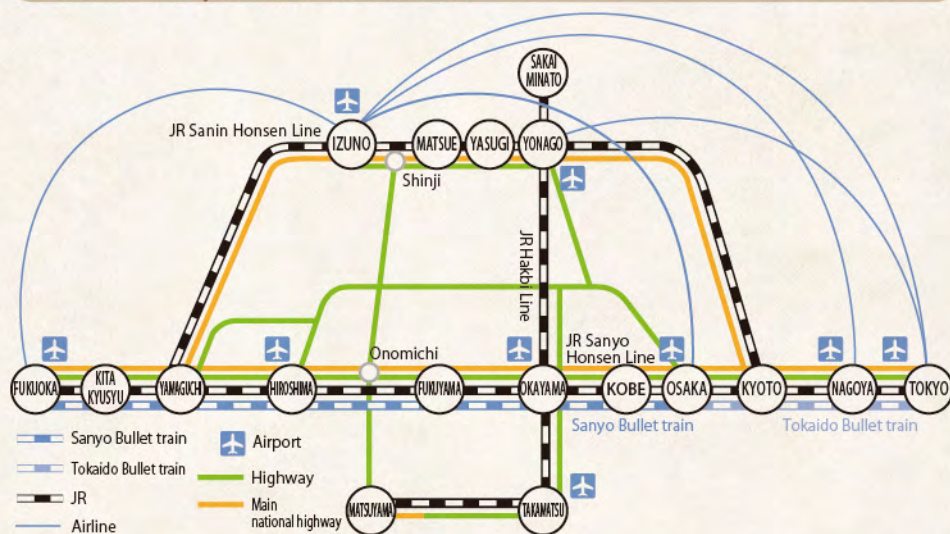 SAKAI
MINATO
JR Sanin Honsen Line
IZUNO
MATSUE
YASUGI
YONAGO
Shinji
JR Hakbi Line
JR Sanyo
Honsen Line
Onomichi
FUKUOKA
KITA
KYUSYU
YAMAGUCHI
HIROSHIMA
FUKUYAMA
OKAYAMA
KOBE
OSAKA
KYOTO
NAGOYA
TOKYO
Sanyo Bullet train
Tokaido Bullet train
Sanyo Bullet train
Tokaido Bullet train
JR
Airline
Airport
Highway
Main
national highway
MATSUYAMA
TAKAMATSU